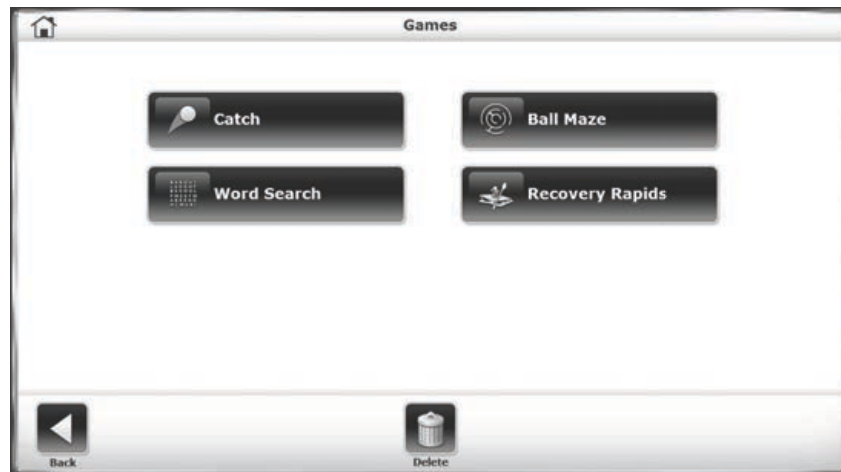 Games
Catch
Ball Maze
Word Search
Recovery Rapids
Back
Delete